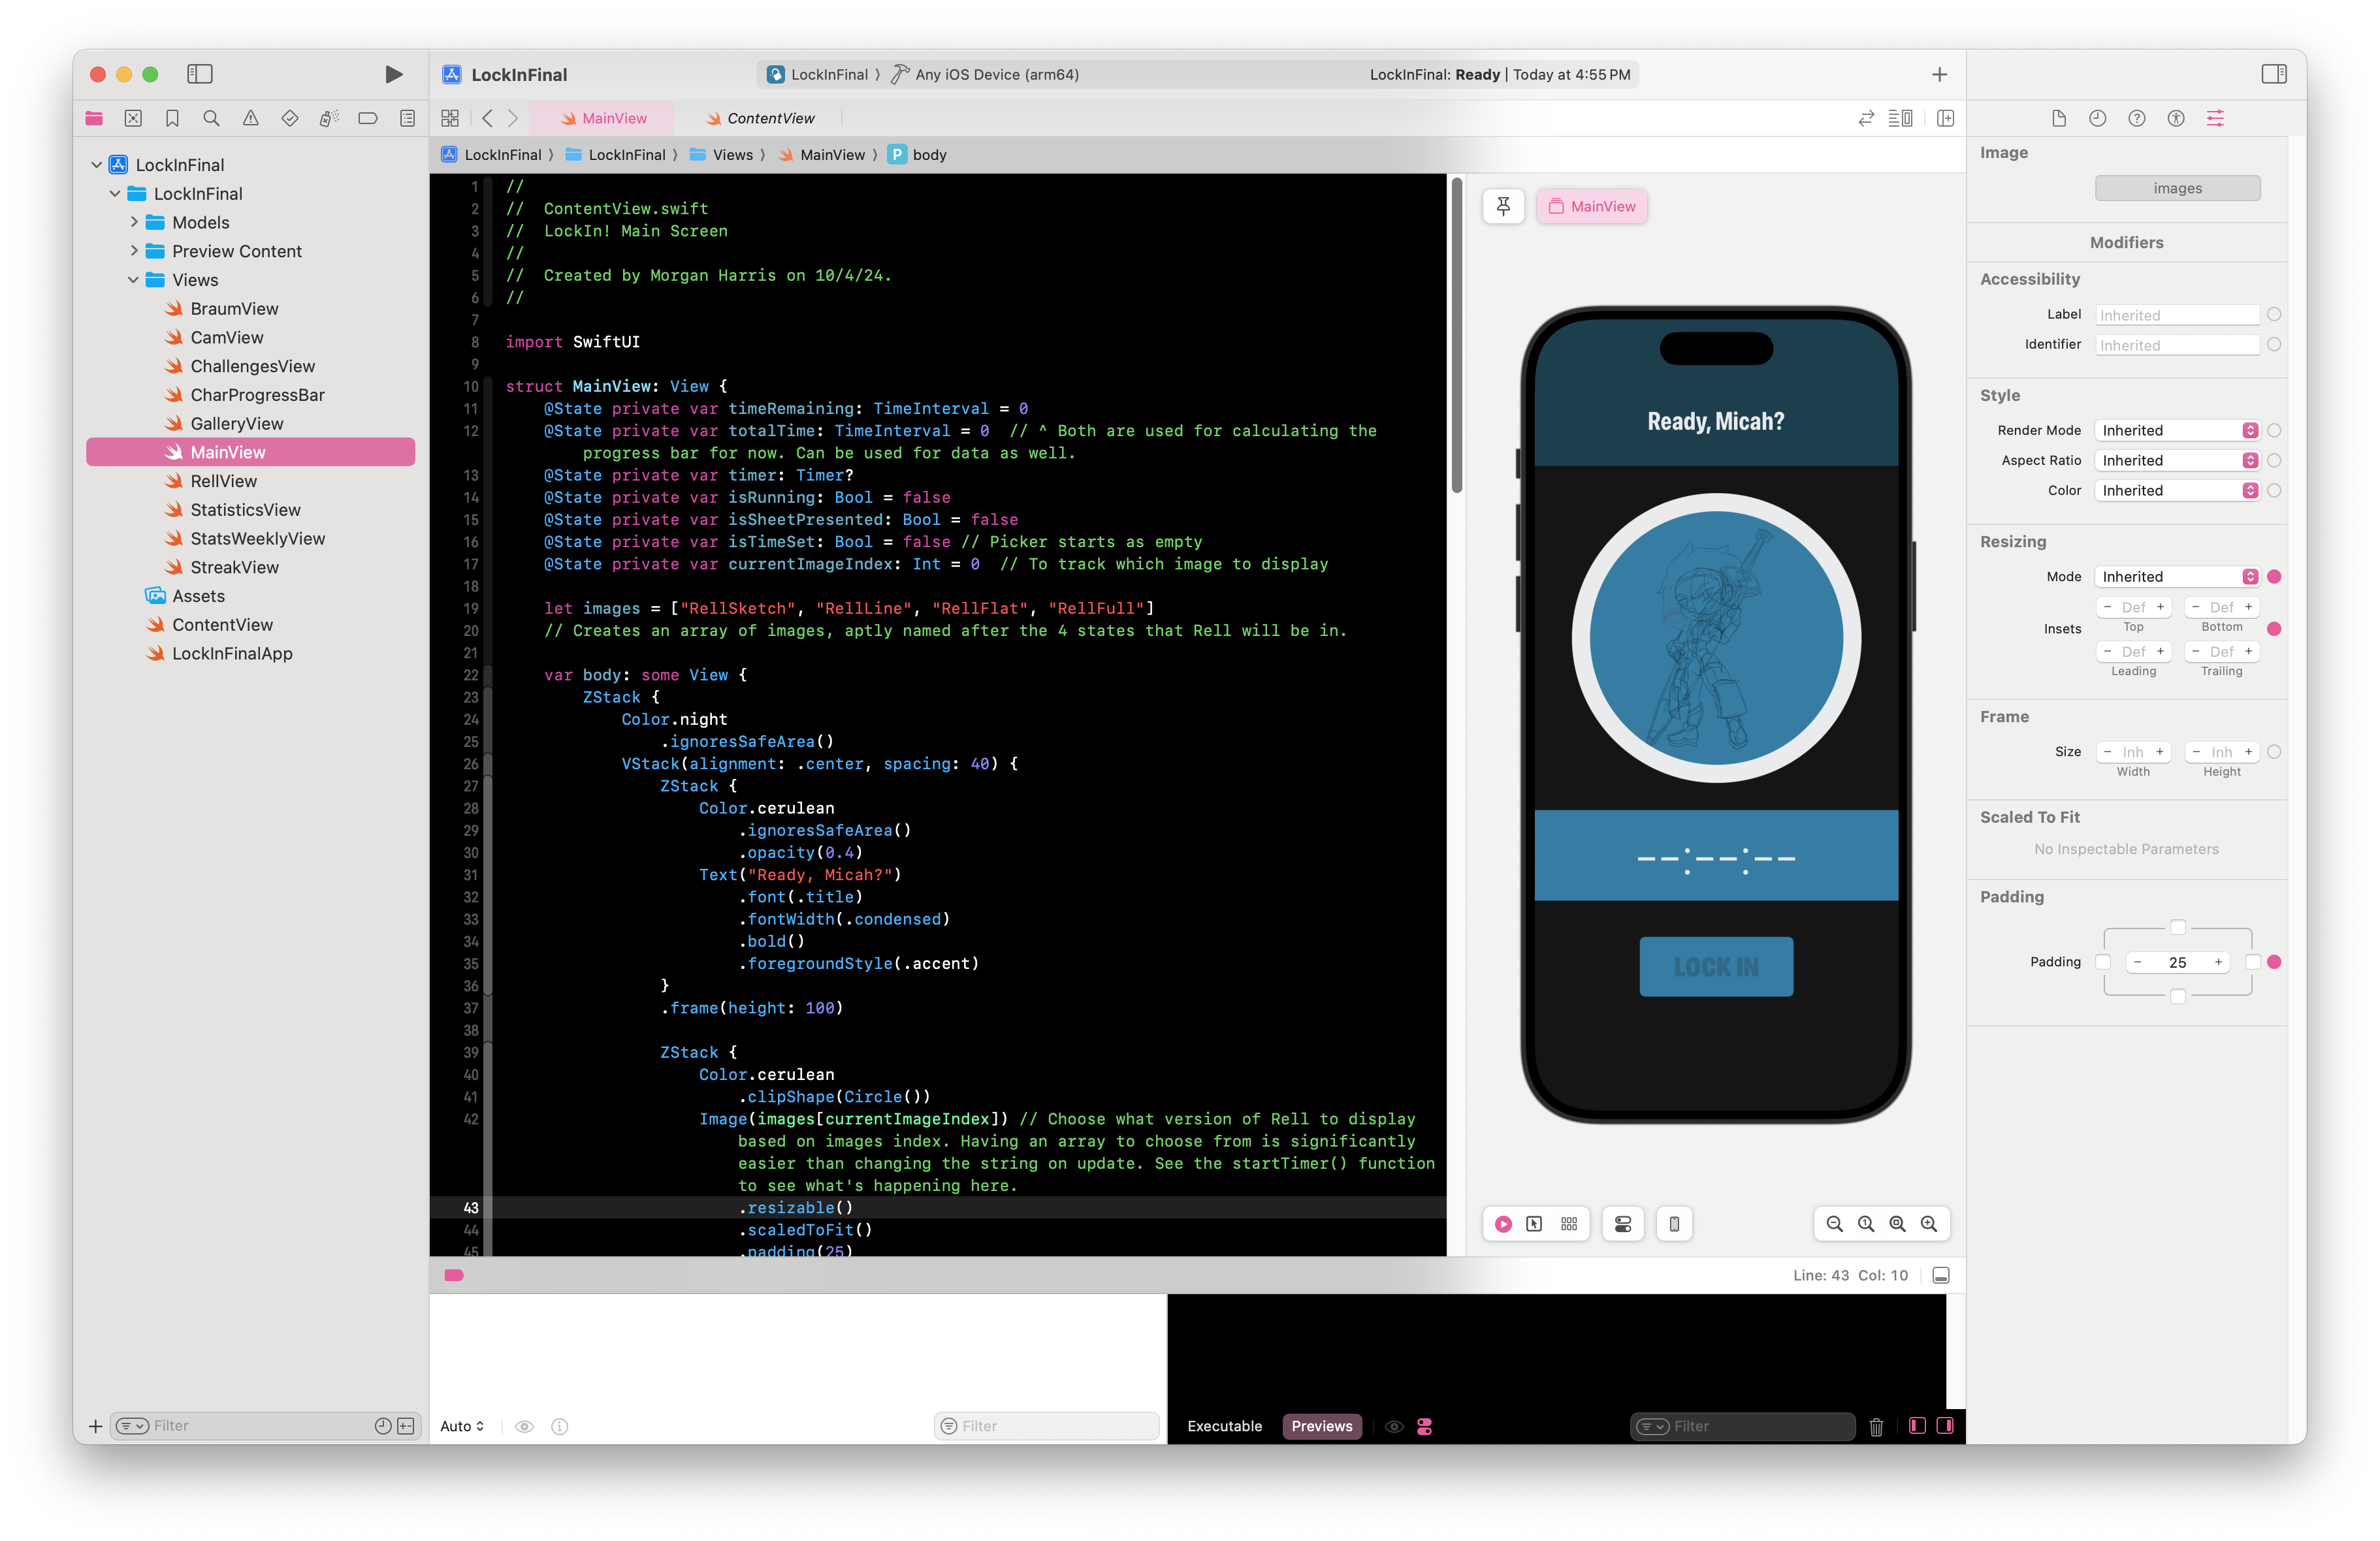 LockInFinal
LockInFinal
Any iOS Device (arm64)
LockInFinal: Ready | Today at 4:55 PM
MainView
ContentView
LockInFinal
LockInFinal
Views
MainView
P
body
LockInFinal
LockInFinal
Models
Preview Content
Views
BraumView
CamView
ChallengesView
CharProgressBar
GalleryView
MainView
RellView
StatisticsView
StatsWeeklyView
StreakView
Assets
ContentView
LockInFinalApp
Filter
1 //
2 //  ContentView.swift
3 //  LockIn! Main Screen
4 //
5 //  Created by Morgan Harris on 10/4/24.
6 //
7
8 import SwiftUI
9
10 struct MainView: View {
11     @State private var timeRemaining: TimeInterval = 0
12     @State private var totalTime: TimeInterval = 0  // ^ Both are used for calculating the
progress bar for now. Can be used for data as well.
13     @State private var timer: Timer?
14     @State private var isRunning: Bool = false
15     @State private var isSheetPresented: Bool = false
16     @State private var isTimeSet: Bool = false // Picker starts as empty
17     @State private var currentImageIndex: Int = 0  // To track which image to display
18
19     let images = ["RellSketch", "RellLine", "RellFlat", "RellFull"]
20     // Creates an array of images, aptly named after the 4 states that Rell will be in.
21
22     var body: some View {
23         ZStack {
24             Color.night
25                 .ignoresSafeArea()
26             VStack(alignment: .center, spacing: 40) {
27                 ZStack {
28                     Color.cerulean
29                         .ignoresSafeArea()
30                         .opacity(0.4)
31                     Text("Ready, Micah?")
32                         .font(.title)
33                         .fontWidth(.condensed)
34                         .bold()
35                         .foregroundStyle(.accent)
36                 }
37                 .frame(height: 100)
38
39                 ZStack {
40                     Color.cerulean
41                         .clipShape(Circle())
42                     Image(images[currentImageIndex]) // Choose what version of Rell to display
based on images index. Having an array to choose from is significantly
easier than changing the string on update. See the startTimer() function
to see what's happening here.
43                         .resizable()
44                         .scaledToFit()
45                         .padding(25)
MainView
Ready, Micah?
--:--:--
LOCK IN
Line: 43  Col: 10
Auto
Filter
Executable
Previews
Filter
Image
images
Modifiers
Accessibility
Label
Inherited
Identifier
Inherited
Style
Render Mode
Inherited
Aspect Ratio
Inherited
Color
Inherited
Resizing
Mode
Inherited
Insets
− Def +
− Def +
Top
Bottom
− Def +
− Def +
Leading
Trailing
Frame
Size
− Inh +
− Inh +
Width
Height
Scaled To Fit
No Inspectable Parameters
Padding
Padding
− 25 +